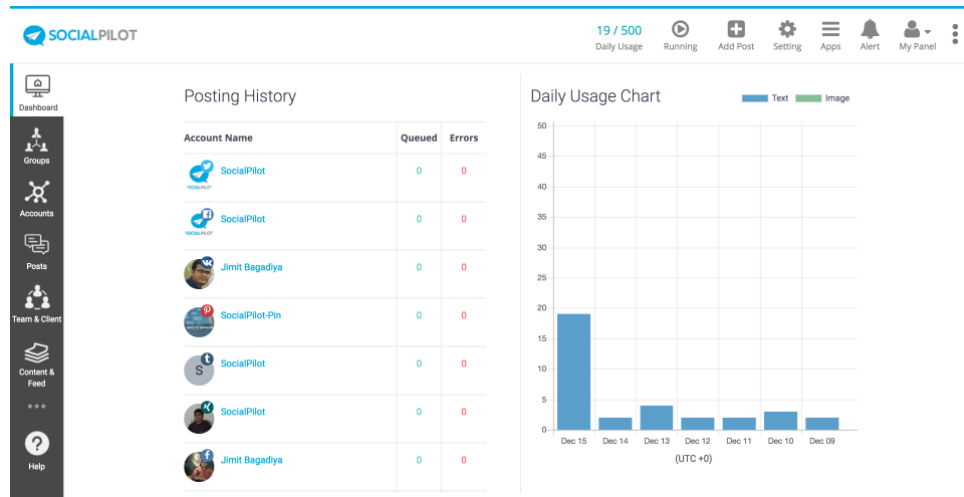 SOCIALPILOT
19 / 500
Daily Usage
Running
Add Post
Setting
Apps
Alert
My Panel
Dashboard
Groups
Accounts
Posts
Team & Client
Content &
Feed
Help
Posting History
Account Name Queued Errors
SocialPilot 0 0
SOCIALPILOT
SocialPilot 0 0
SOCIALPILOT
Jimit Bagadiya 0 0
SocialPilot-Pin 0 0
S t
SocialPilot 0 0
SocialPilot 0 0
Jimit Bagadiya 0 0
Daily Usage Chart
Text Image
50
45
40
35
30
25
20
15
10
5
0
Dec 15 Dec 14 Dec 13 Dec 12 Dec 11 Dec 10 Dec 09
(UTC +0)